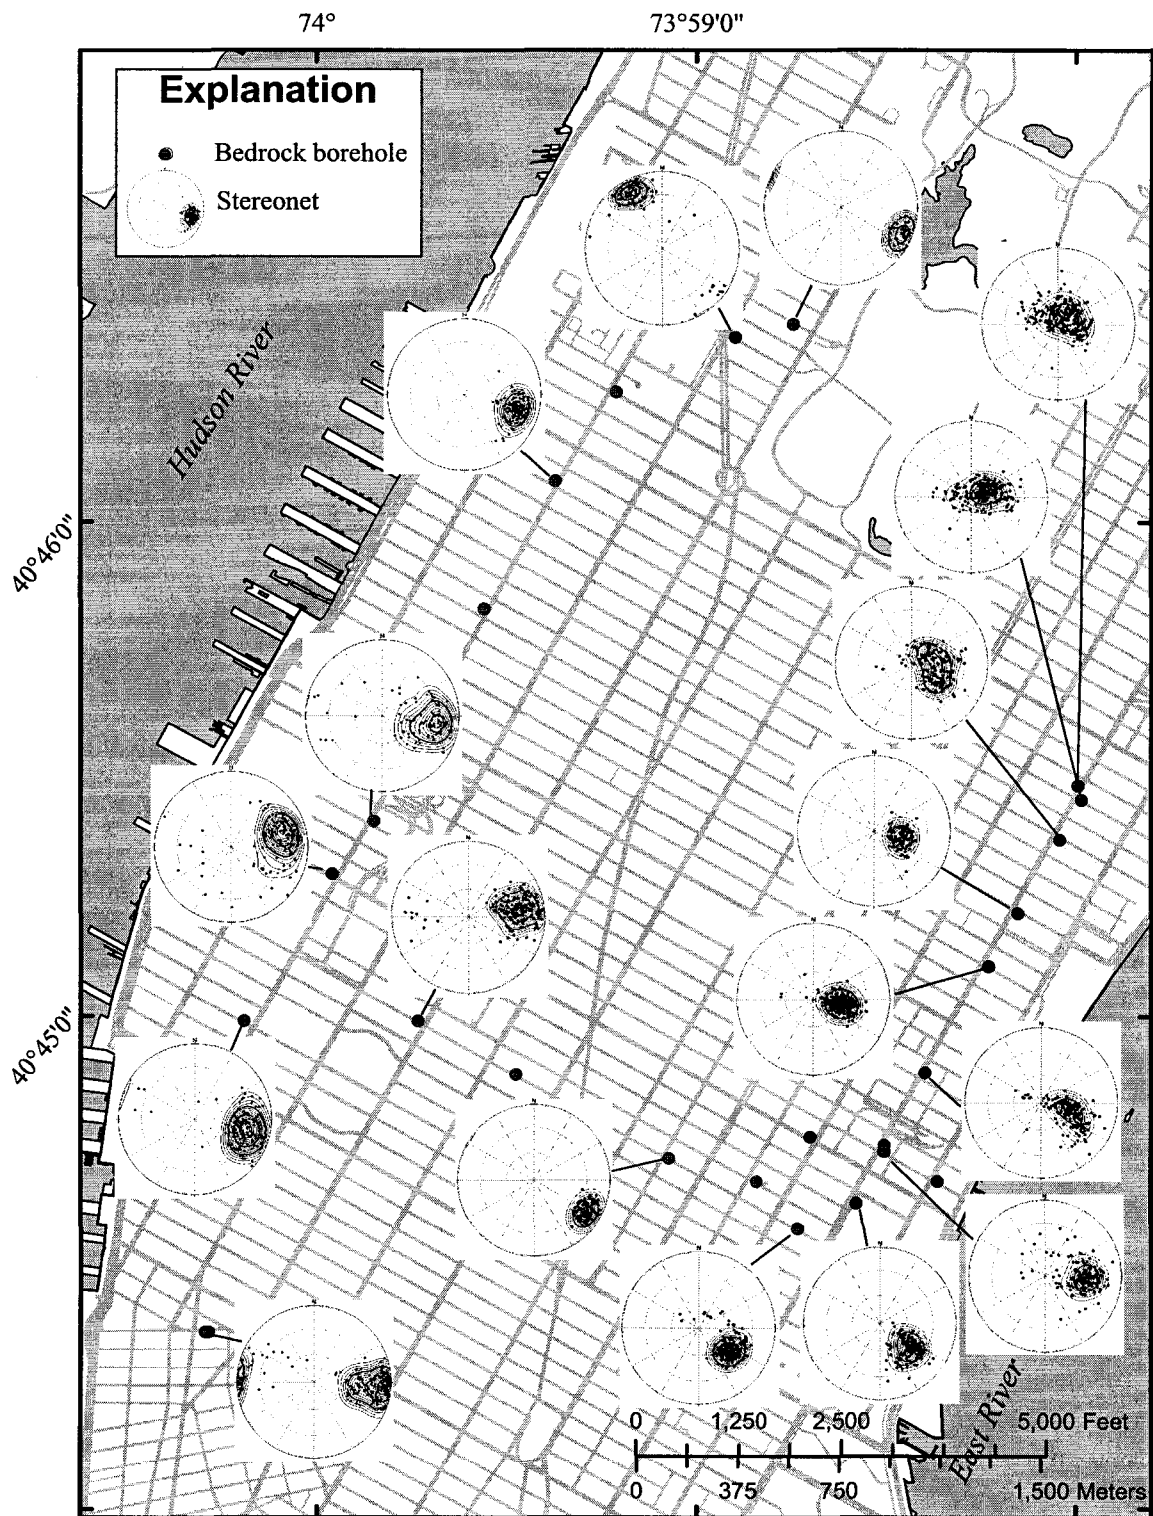 74°
73°59'0"
Explanation
Bedrock borehole
Stereonet
Hudson River
40°46'0"
40°45'0"
East River
0
1,250
2,500
5,000 Feet
0
375
750
1,500 Meters